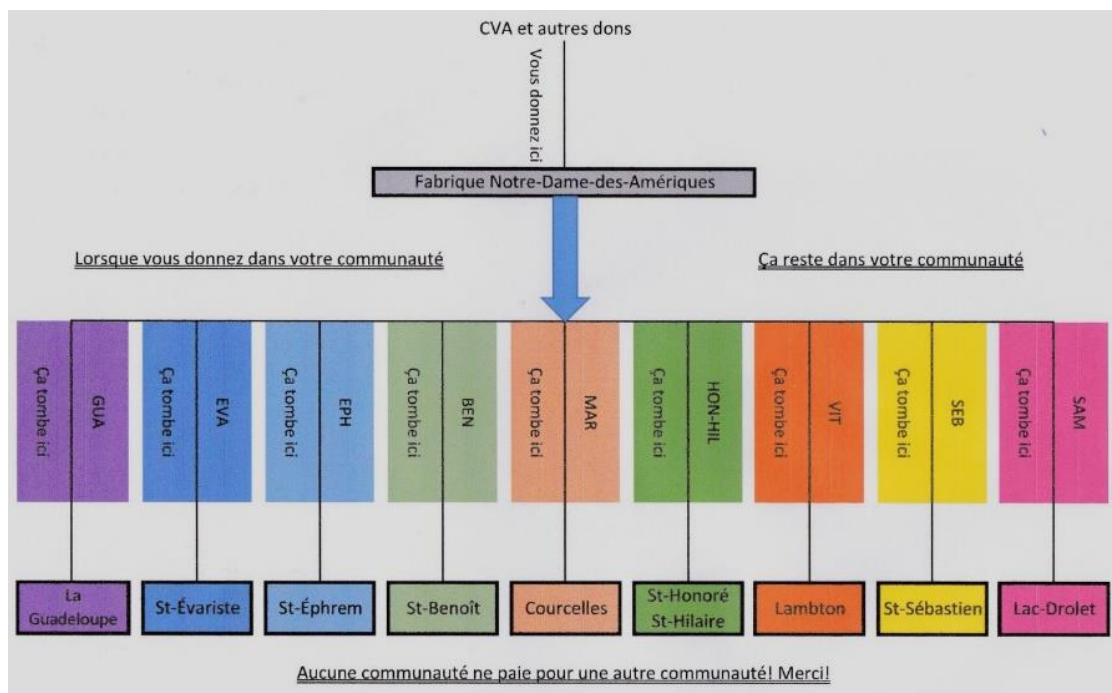 CVA et autres dons
Vous donnez ici
Fabrique Notre-Dame-des-Amériques
Lorsque vous donnez dans votre communauté
Ça reste dans votre communauté
Ça tombe ici
GUA
Ça tombe ici
EVA
Ça tombe ici
EPH
Ça tombe ici
BEN
Ça tombe ici
MAR
Ça tombe ici
HON-HIL
Ça tombe ici
VIT
Ça tombe ici
SEB
Ça tombe ici
SAM
La
Guadeloupe
St-Évariste
St-Éphrem
St-Benoît
Courcelles
St-Honoré
St-Hilaire
Lambton
St-Sébastien
Lac-Drolet
Aucune communauté ne paie pour une autre communauté! Merci!